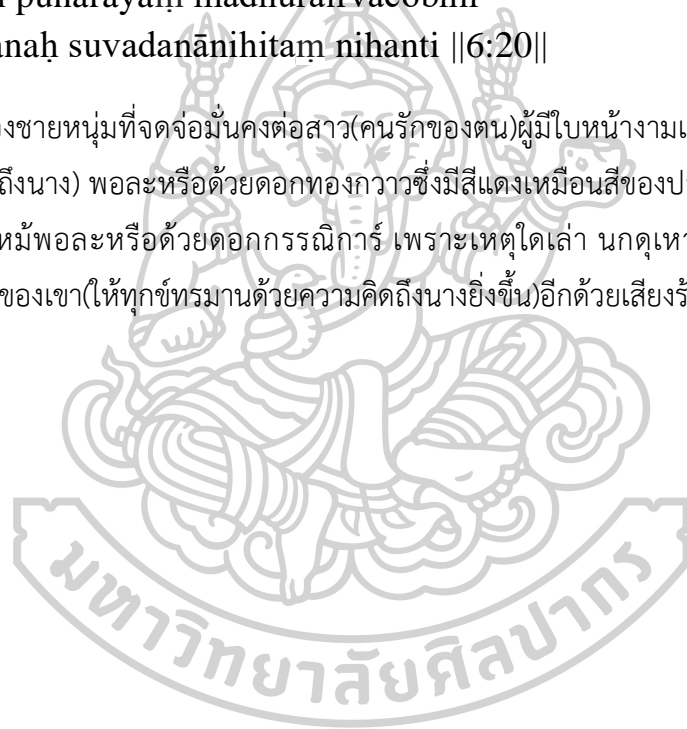 punarayaṃ madhurairvacobhir
anaḥ suvadanānihitaṃ nihanti ||6:20||
องชายหนุ่มที่จดจ่อมั่นคงต่อสาว(คนรักของตน)ผู้มีใบหน้างาม
ถึงนาง) พอละหรือด้วยดอกทองกวาวซึ่งมีสีแดงเหมือนสีของป
หม้พอละหรือด้วยดอกกรรณิการ์ เพราะเหตุใดเล่า นกดุเหว
ของเขา(ให้ทุกข์ทรมานด้วยความคิดถึงนางยิ่งขึ้น)อีกด้วยเสียงร้
มหาวิทยาลัยศิลปากร